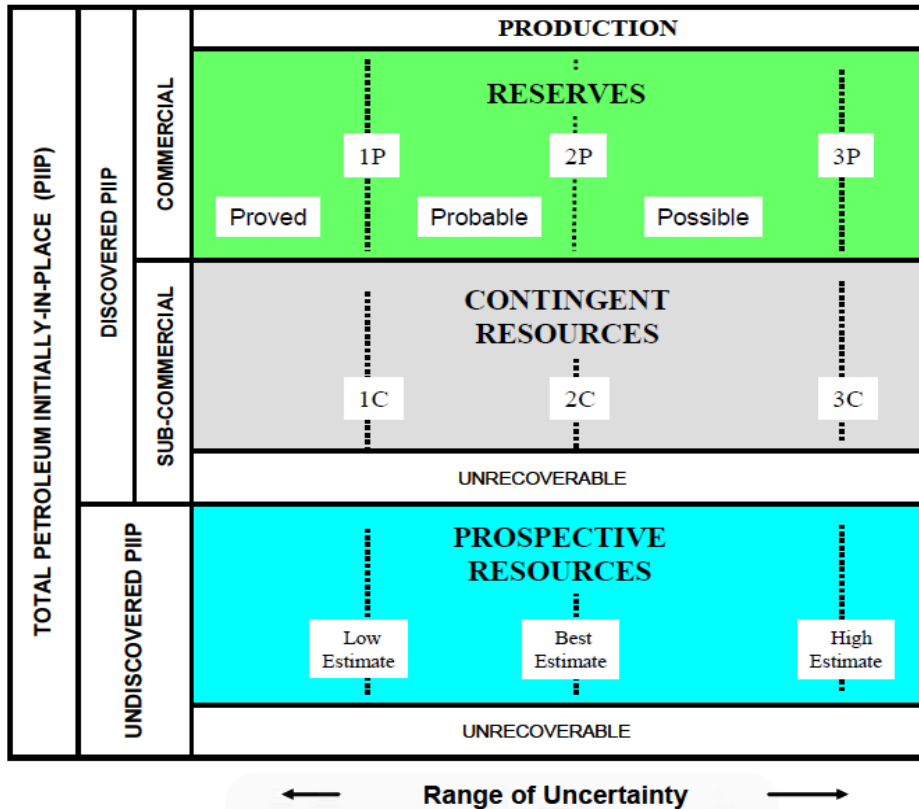 TOTAL PETROLEUM INITIALLY-IN-PLACE (PIIP)
DISCOVERED PIIP
UNDISCOVERED PIIP
COMMERCIAL
SUB-COMMERCIAL
PRODUCTION
RESERVES
1P
2P
3P
Proved
Probable
Possible
CONTINGENT
RESOURCES
1C
2C
3C
UNRECOVERABLE
PROSPECTIVE
RESOURCES
Low
Estimate
Best
Estimate
High
Estimate
UNRECOVERABLE
Range of Uncertainty